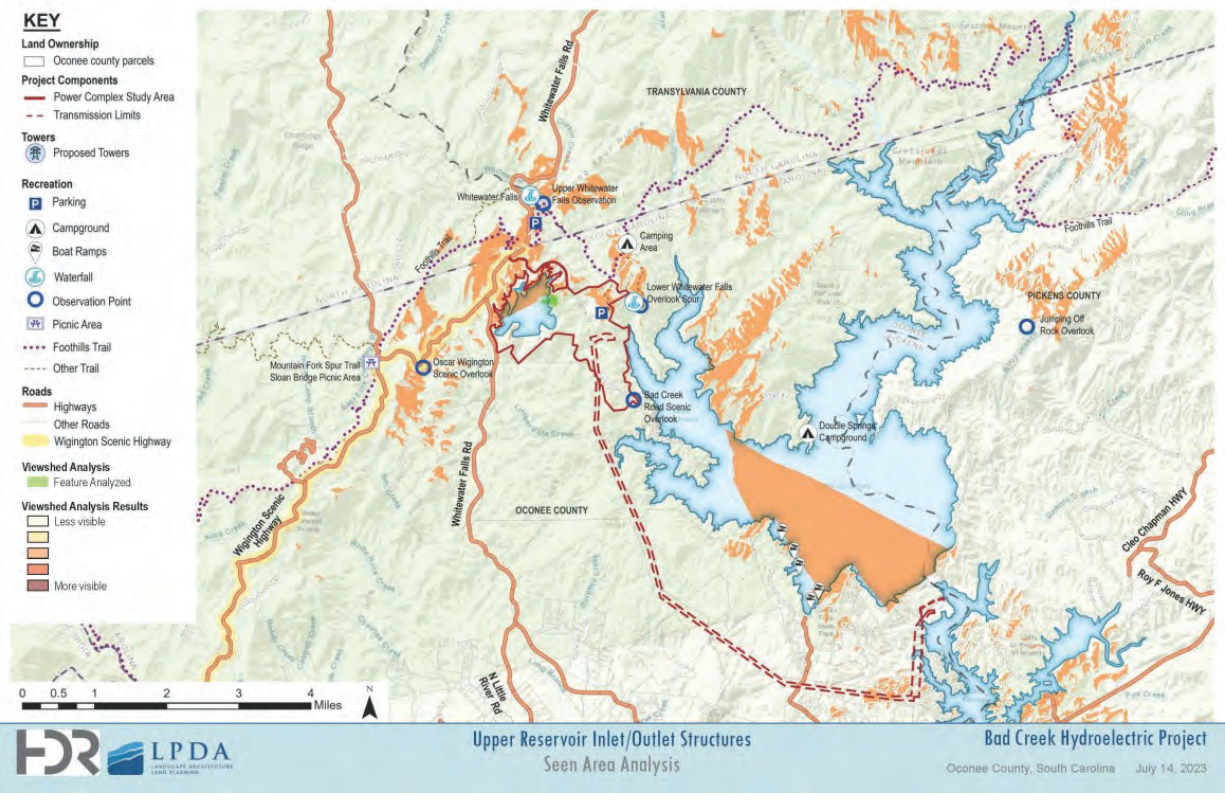 KEY
Land Ownership
Oconee county parcels
Project Components
Power Complex Study Area
Transmission Limits
Towers
Proposed Towers
Recreation
P
Parking
Campground
Boat Ramps
Waterfall
Observation Point
Picnic Area
Foothills Trail
Other Trail
Roads
Highways
Other Roads
Wigington Scenic Highway
Viewshed Analysis
Feature Analyzed
Viewshed Analysis Results
Less visible
More visible
Whitewater Falls Rd
TRANSYLVANIA COUNTY
NORTH CAROLINA
Whitewater Falls
Upper Whitewater
Falls Observation
P
Camping
Area
Foothills Trail
NORTH CAROLINA
Foothills Trail
Lower Whitewater Falls
Overlook Spur
P
PICKENS COUNTY
Jumping Off
Rock Overlook
OCONEE
PICKENS
Mountain Fork Spur Trail
Sloan Bridge Picnic Area
Oscar Wigington
Scenic Overlook
Bad Creek
Road Scenic
Overlook
Double Springs
Campground
Whitewater Falls Rd
OCONEE COUNTY
Wigington Scenic
Highway
Cleo Chapman HWY
Roy F Jones HWY
N Little
River Rd
0 0.5 1 2 3 4
Miles
N
HDR
LPDA
LANDSCAPE ARCHITECTURE
LAND PLANNING
Upper Reservoir Inlet/Outlet Structures
Seen Area Analysis
Bad Creek Hydroelectric Project
Oconee County, South Carolina July 14, 2023